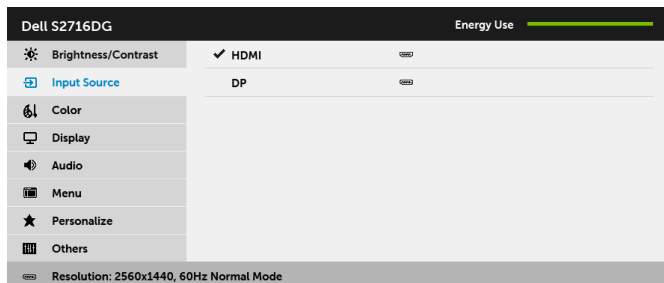 Dell S2716DG
Energy Use
Brightness/Contrast
HDMI
Input Source
DP
Color
Display
Audio
Menu
Personalize
Others
Resolution: 2560x1440, 60Hz Normal Mode